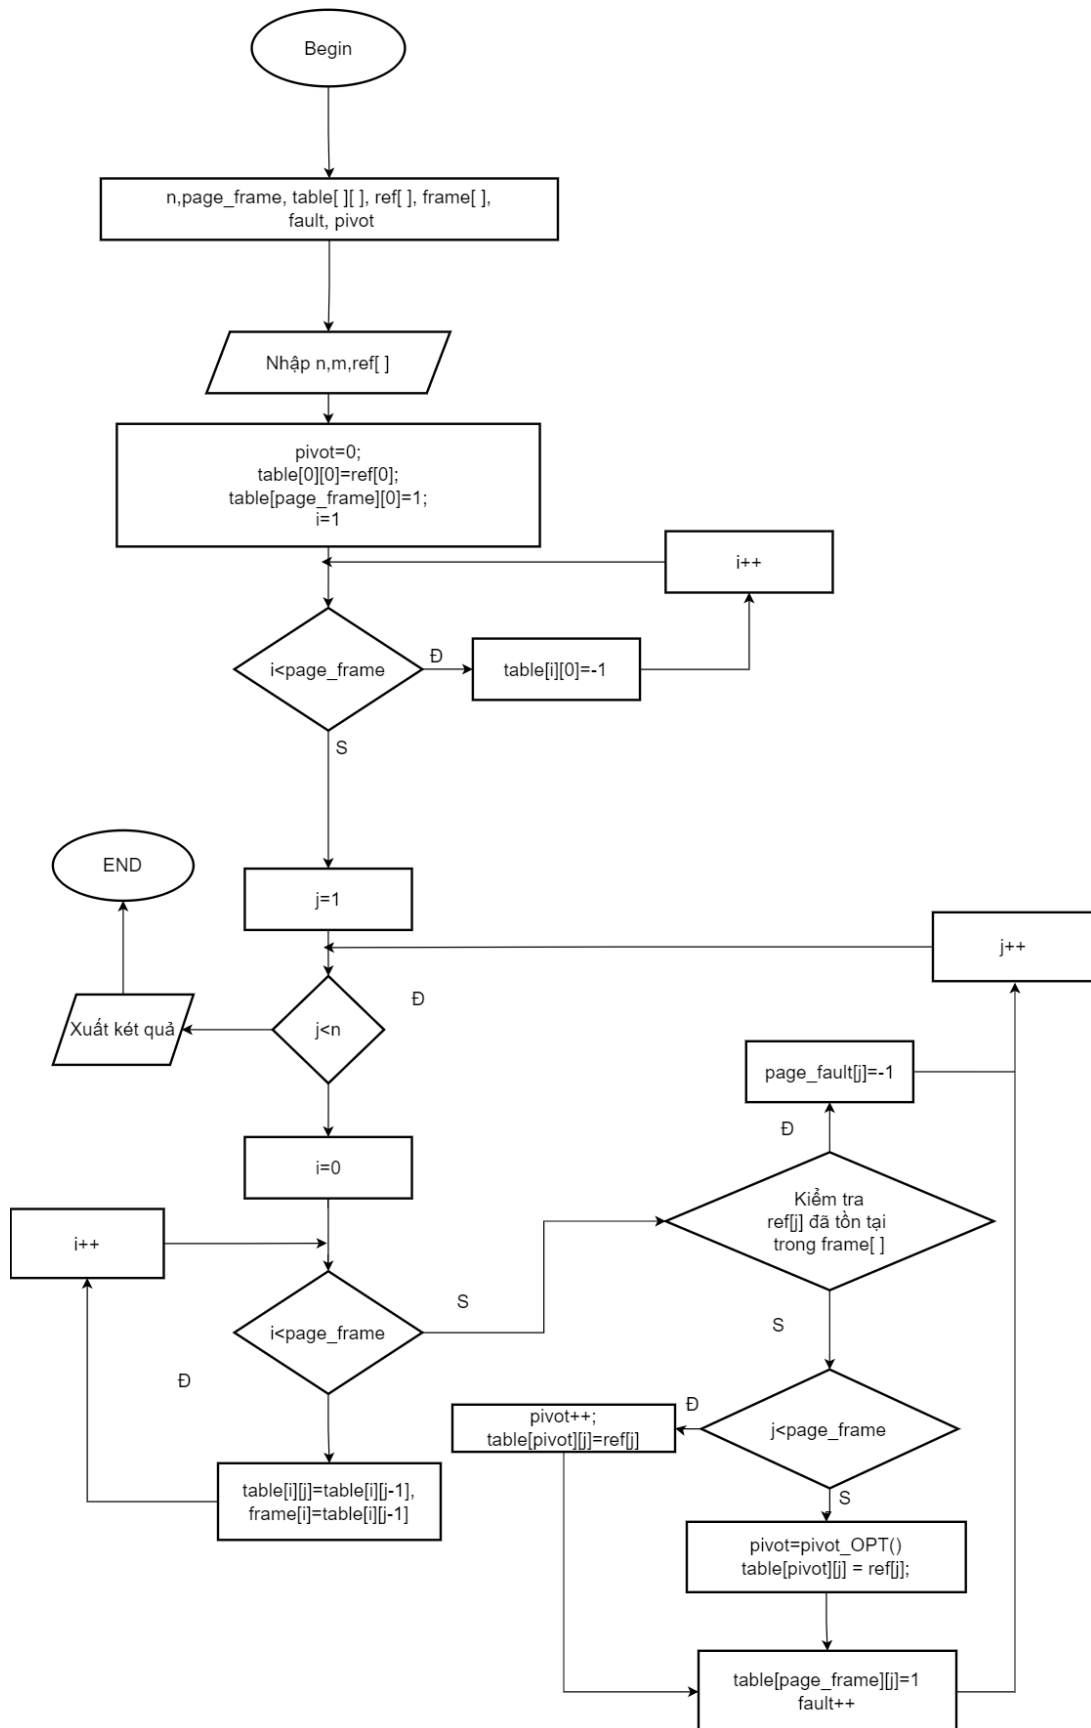 Begin
n,page_frame, table[ ][ ], ref[ ], frame[ ],
fault, pivot
Nhập n,m,ref[ ]
pivot=0;
table[0][0]=ref[0];
table[page_frame][0]=1;
i=1
i++
i<page_frame
Đ
table[i][0]=-1
S
END
j=1
j++
Đ
j<n
Xuất két quả
page_fault[j]=-1
Đ
i=0
Kiểm tra
ref[j] đã tồn tại
trong frame[ ]
i++
S
i<page_frame
S
Đ
Đ
pivot++;
table[pivot][j]=ref[j]
j<page_frame
S
table[i][j]=table[i][j-1],
frame[i]=table[i][j-1]
pivot=pivot_OPT()
table[pivot][j] = ref[j];
table[page_frame][j]=1
fault++